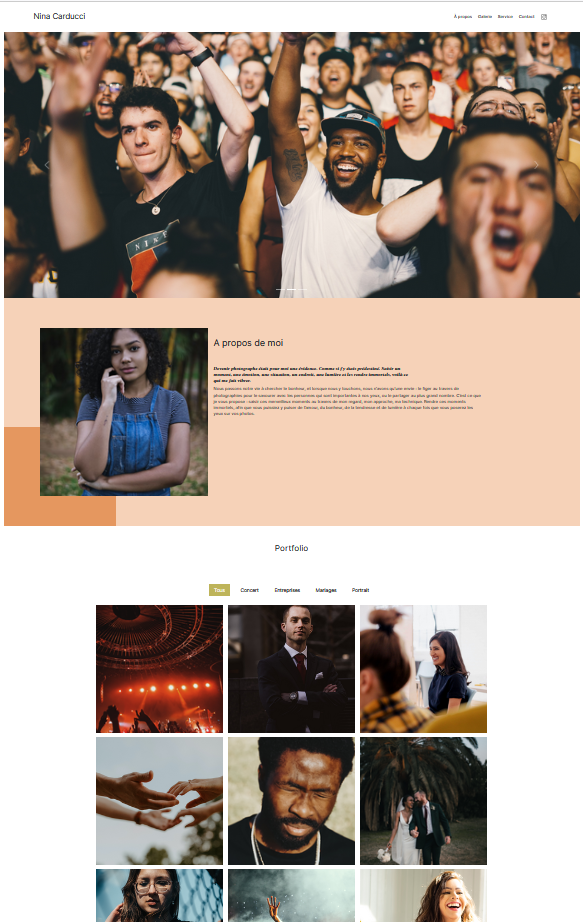 Nina Carducci
À propos
Galerie
Service
Contact
A propos de moi
Devenir photographe était pour moi une évidence. Comme si j'y étais prédestiné. Saisir un
moment, une émotion, une situation, un endroit, une lumière et les rendre immortels, voilà ce
qui me fait vibrer.
Nous passons notre vie à chercher le bonheur, et lorsque nous y touchons, nous n'avons qu'une envie : le figer au travers de
photographies pour le savourer avec les personnes qui sont importantes à nos yeux, ou le partager au plus grand nombre. C'est ce que
je vous propose : saisir ces merveilleux moments au travers de mon regard, mon approche, ma technique. Rendre ces moments
immortels, afin que vous puissiez y puiser de l'amour, du bonheur, de la tendresse et de lumière à chaque fois que vous poserez les
yeux sur vos photos.
Portfolio
Tous
Concert
Entreprises
Mariages
Portrait